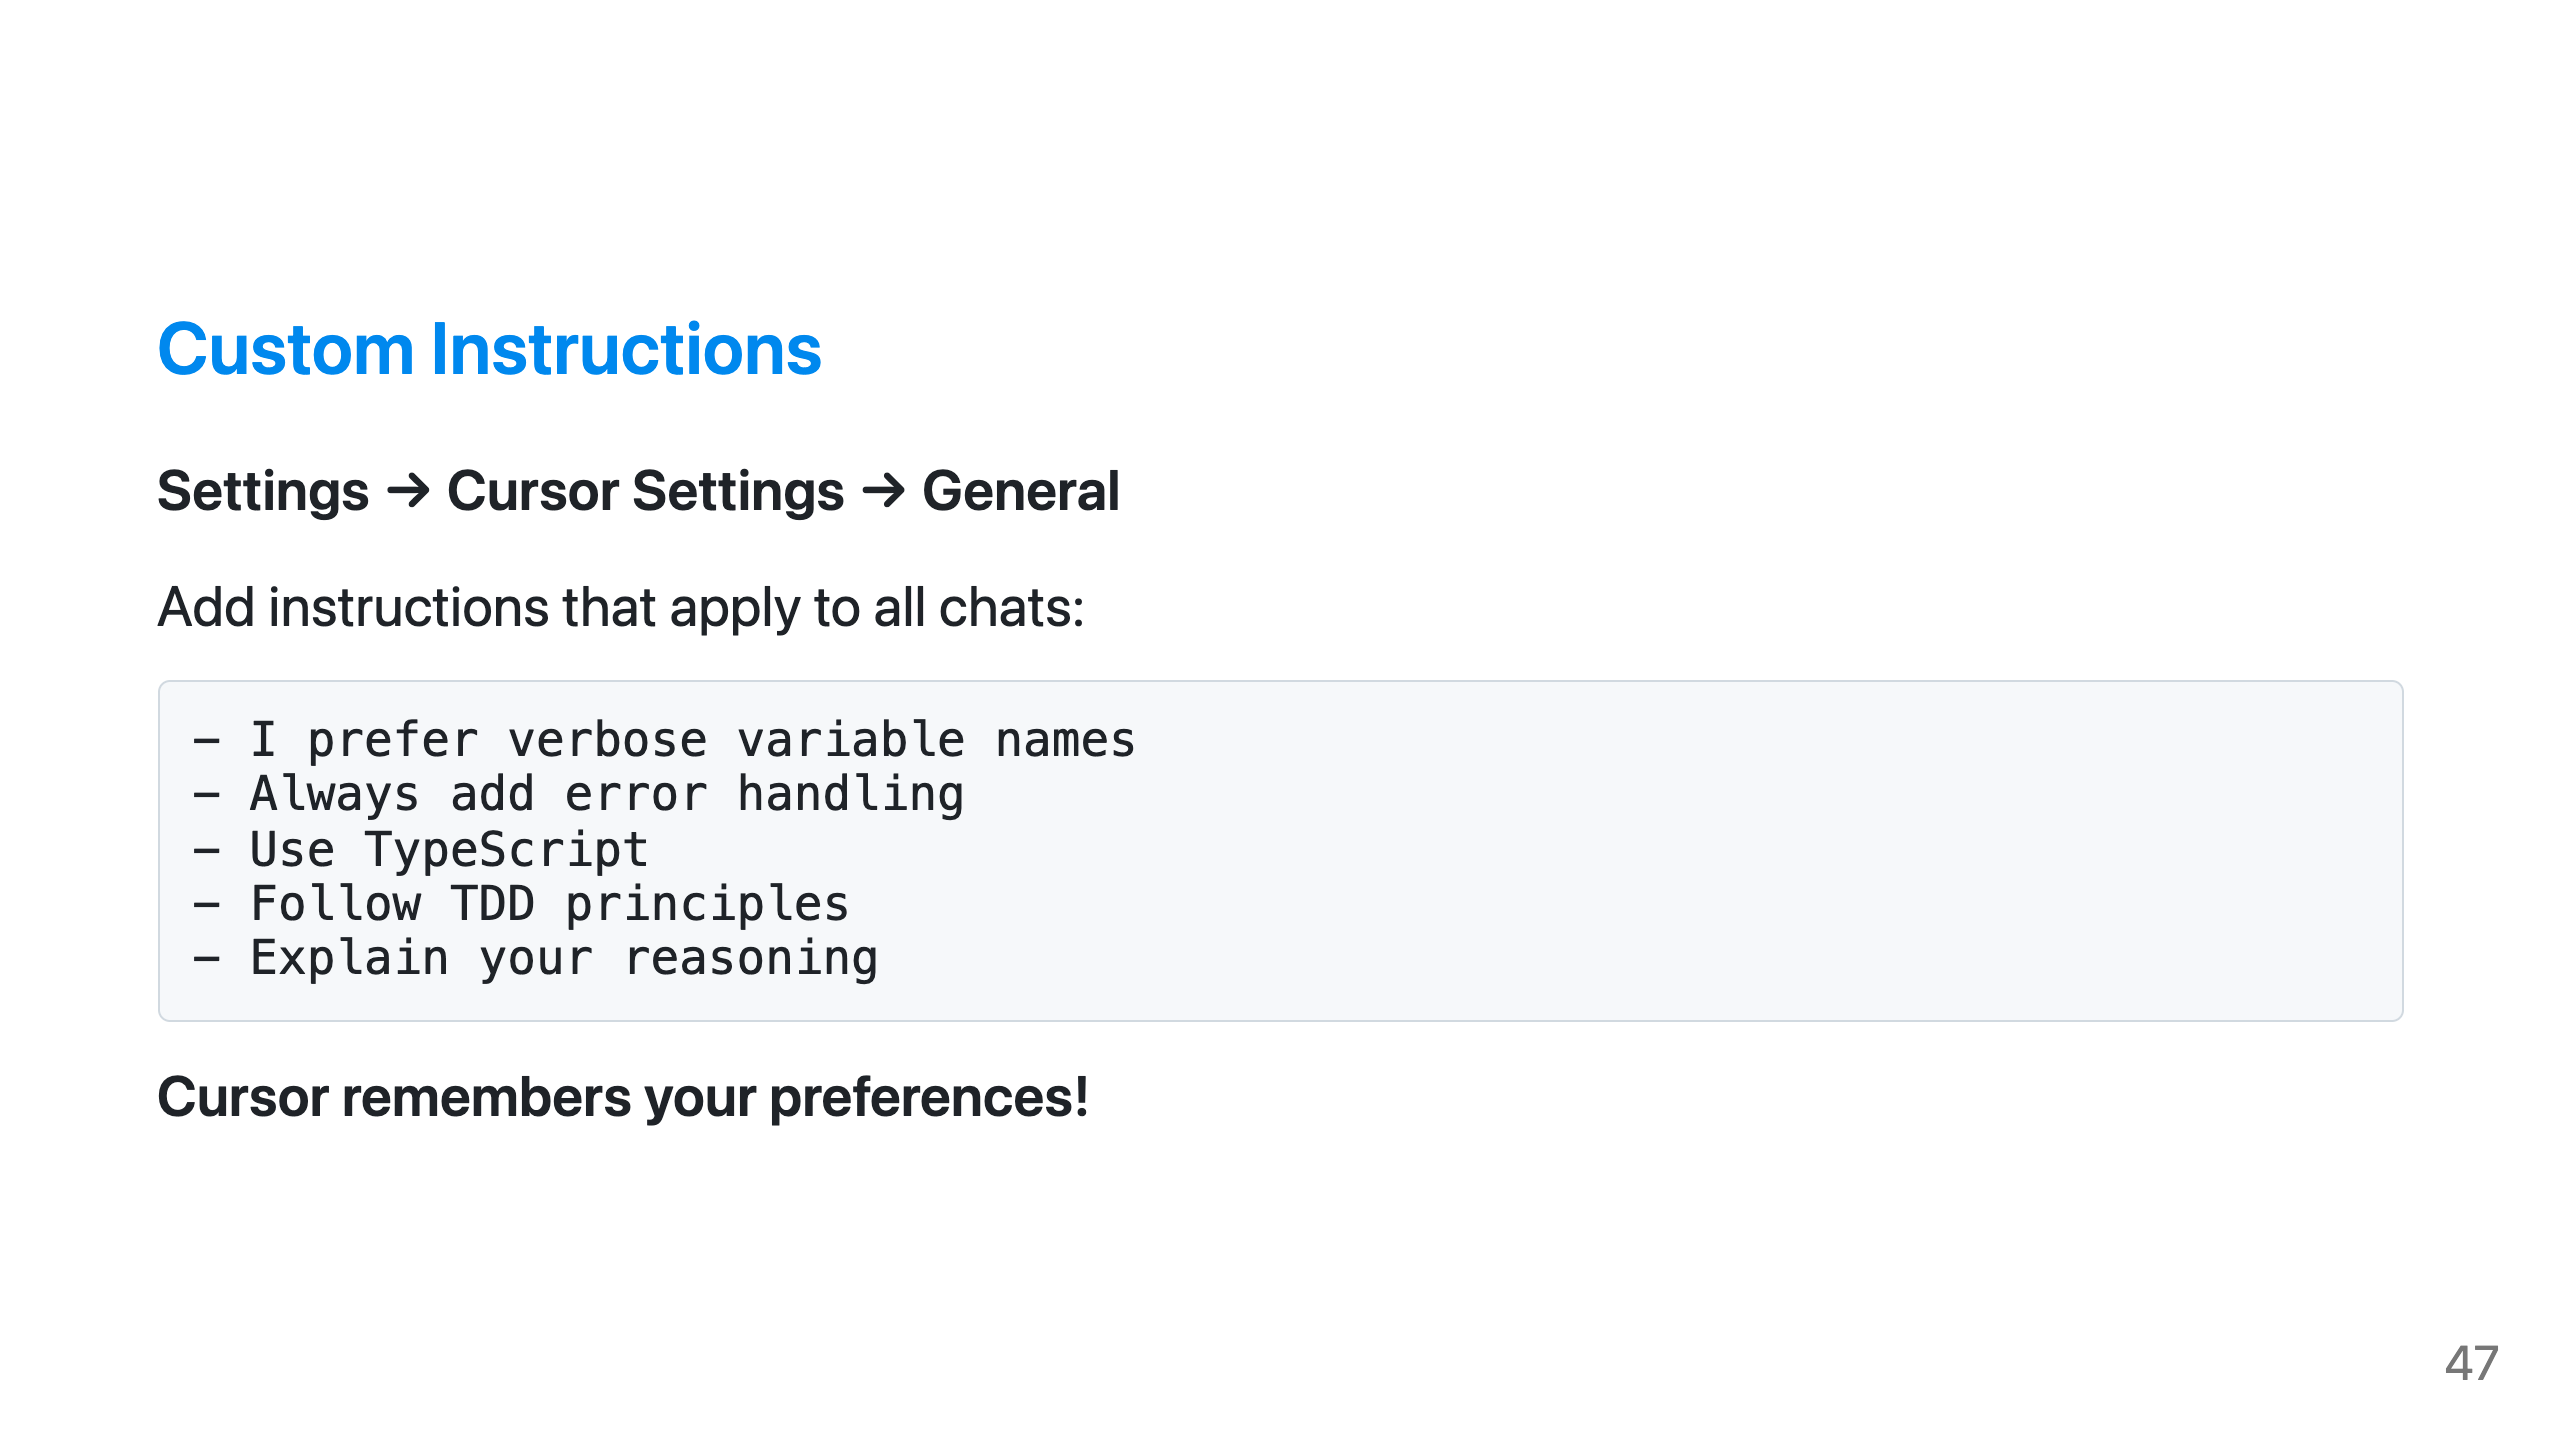 Custom Instructions
Settings → Cursor Settings → General
Add instructions that apply to all chats:
- I prefer verbose variable names
- Always add error handling
- Use TypeScript
- Follow TDD principles
- Explain your reasoning
Cursor remembers your preferences!
47